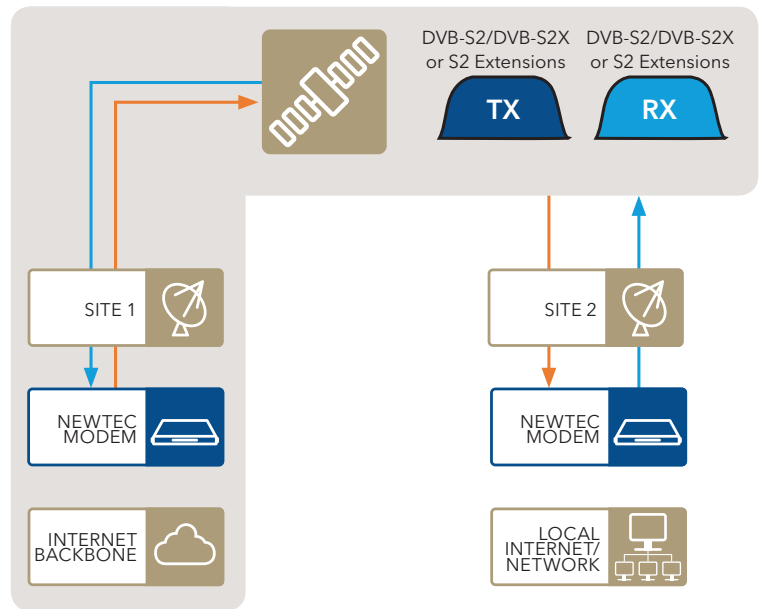 DVB-S2/DVB-S2X
or S2 Extensions
DVB-S2/DVB-S2X
or S2 Extensions
TX
RX
SITE 1
SITE 2
NEWTEC
MODEM
NEWTEC
MODEM
INTERNET
BACKBONE
LOCAL
INTERNET/
NETWORK